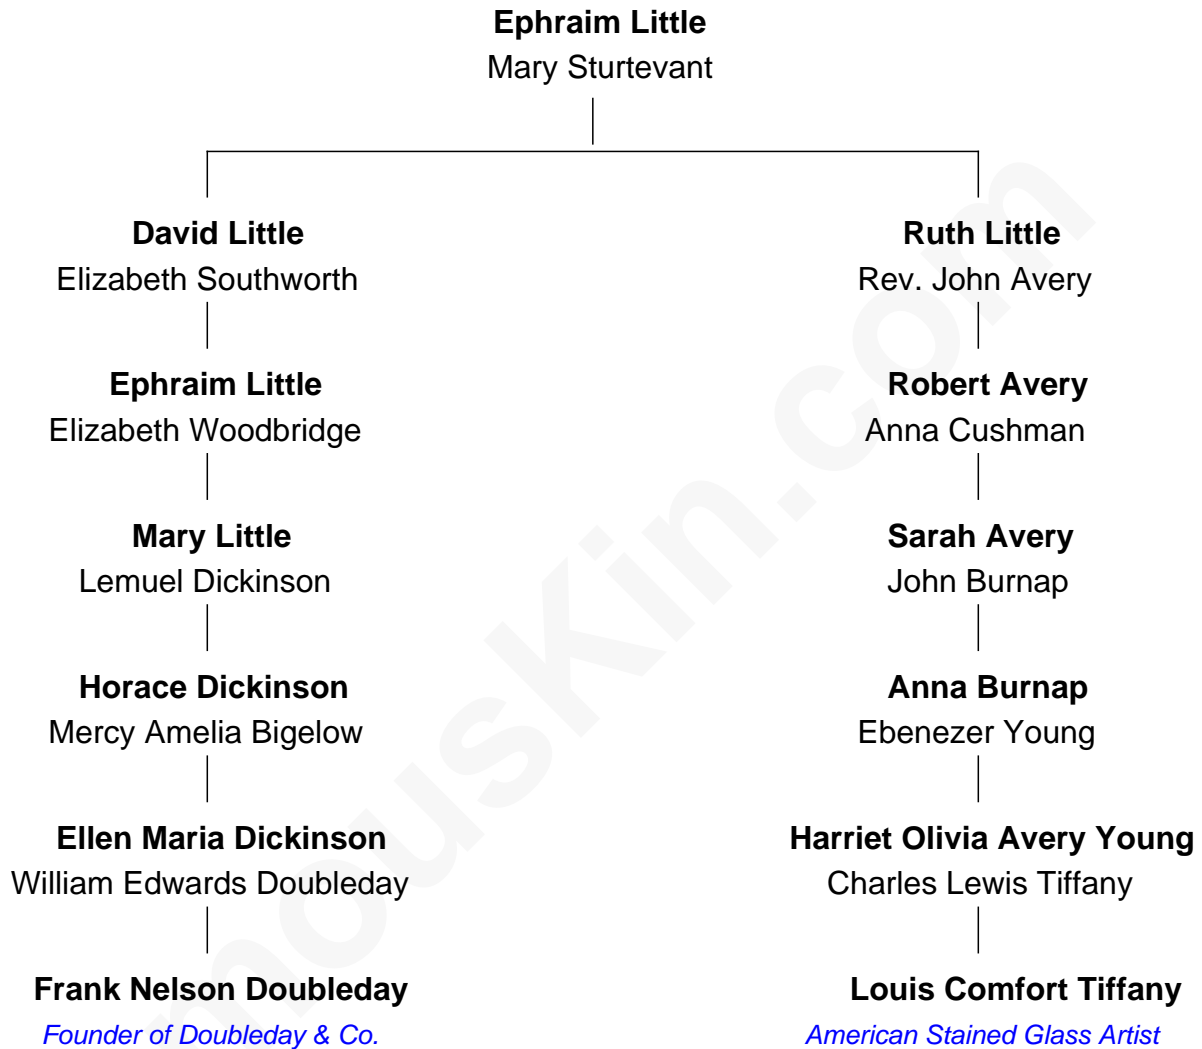 Ephraim Little
Mary Sturtevant
David Little
Elizabeth Southworth
Ruth Little
Rev. John Avery
Ephraim Little
Elizabeth Woodbridge
Robert Avery
Anna Cushman
Mary Little
Lemuel Dickinson
Sarah Avery
John Burnap
Horace Dickinson
Mercy Amelia Bigelow
Anna Burnap
Ebenezer Young
Ellen Maria Dickinson
William Edwards Doubleday
Harriet Olivia Avery Young
Charles Lewis Tiffany
Frank Nelson Doubleday
Founder of Doubleday & Co.
Louis Comfort Tiffany
American Stained Glass Artist
mousKin.com